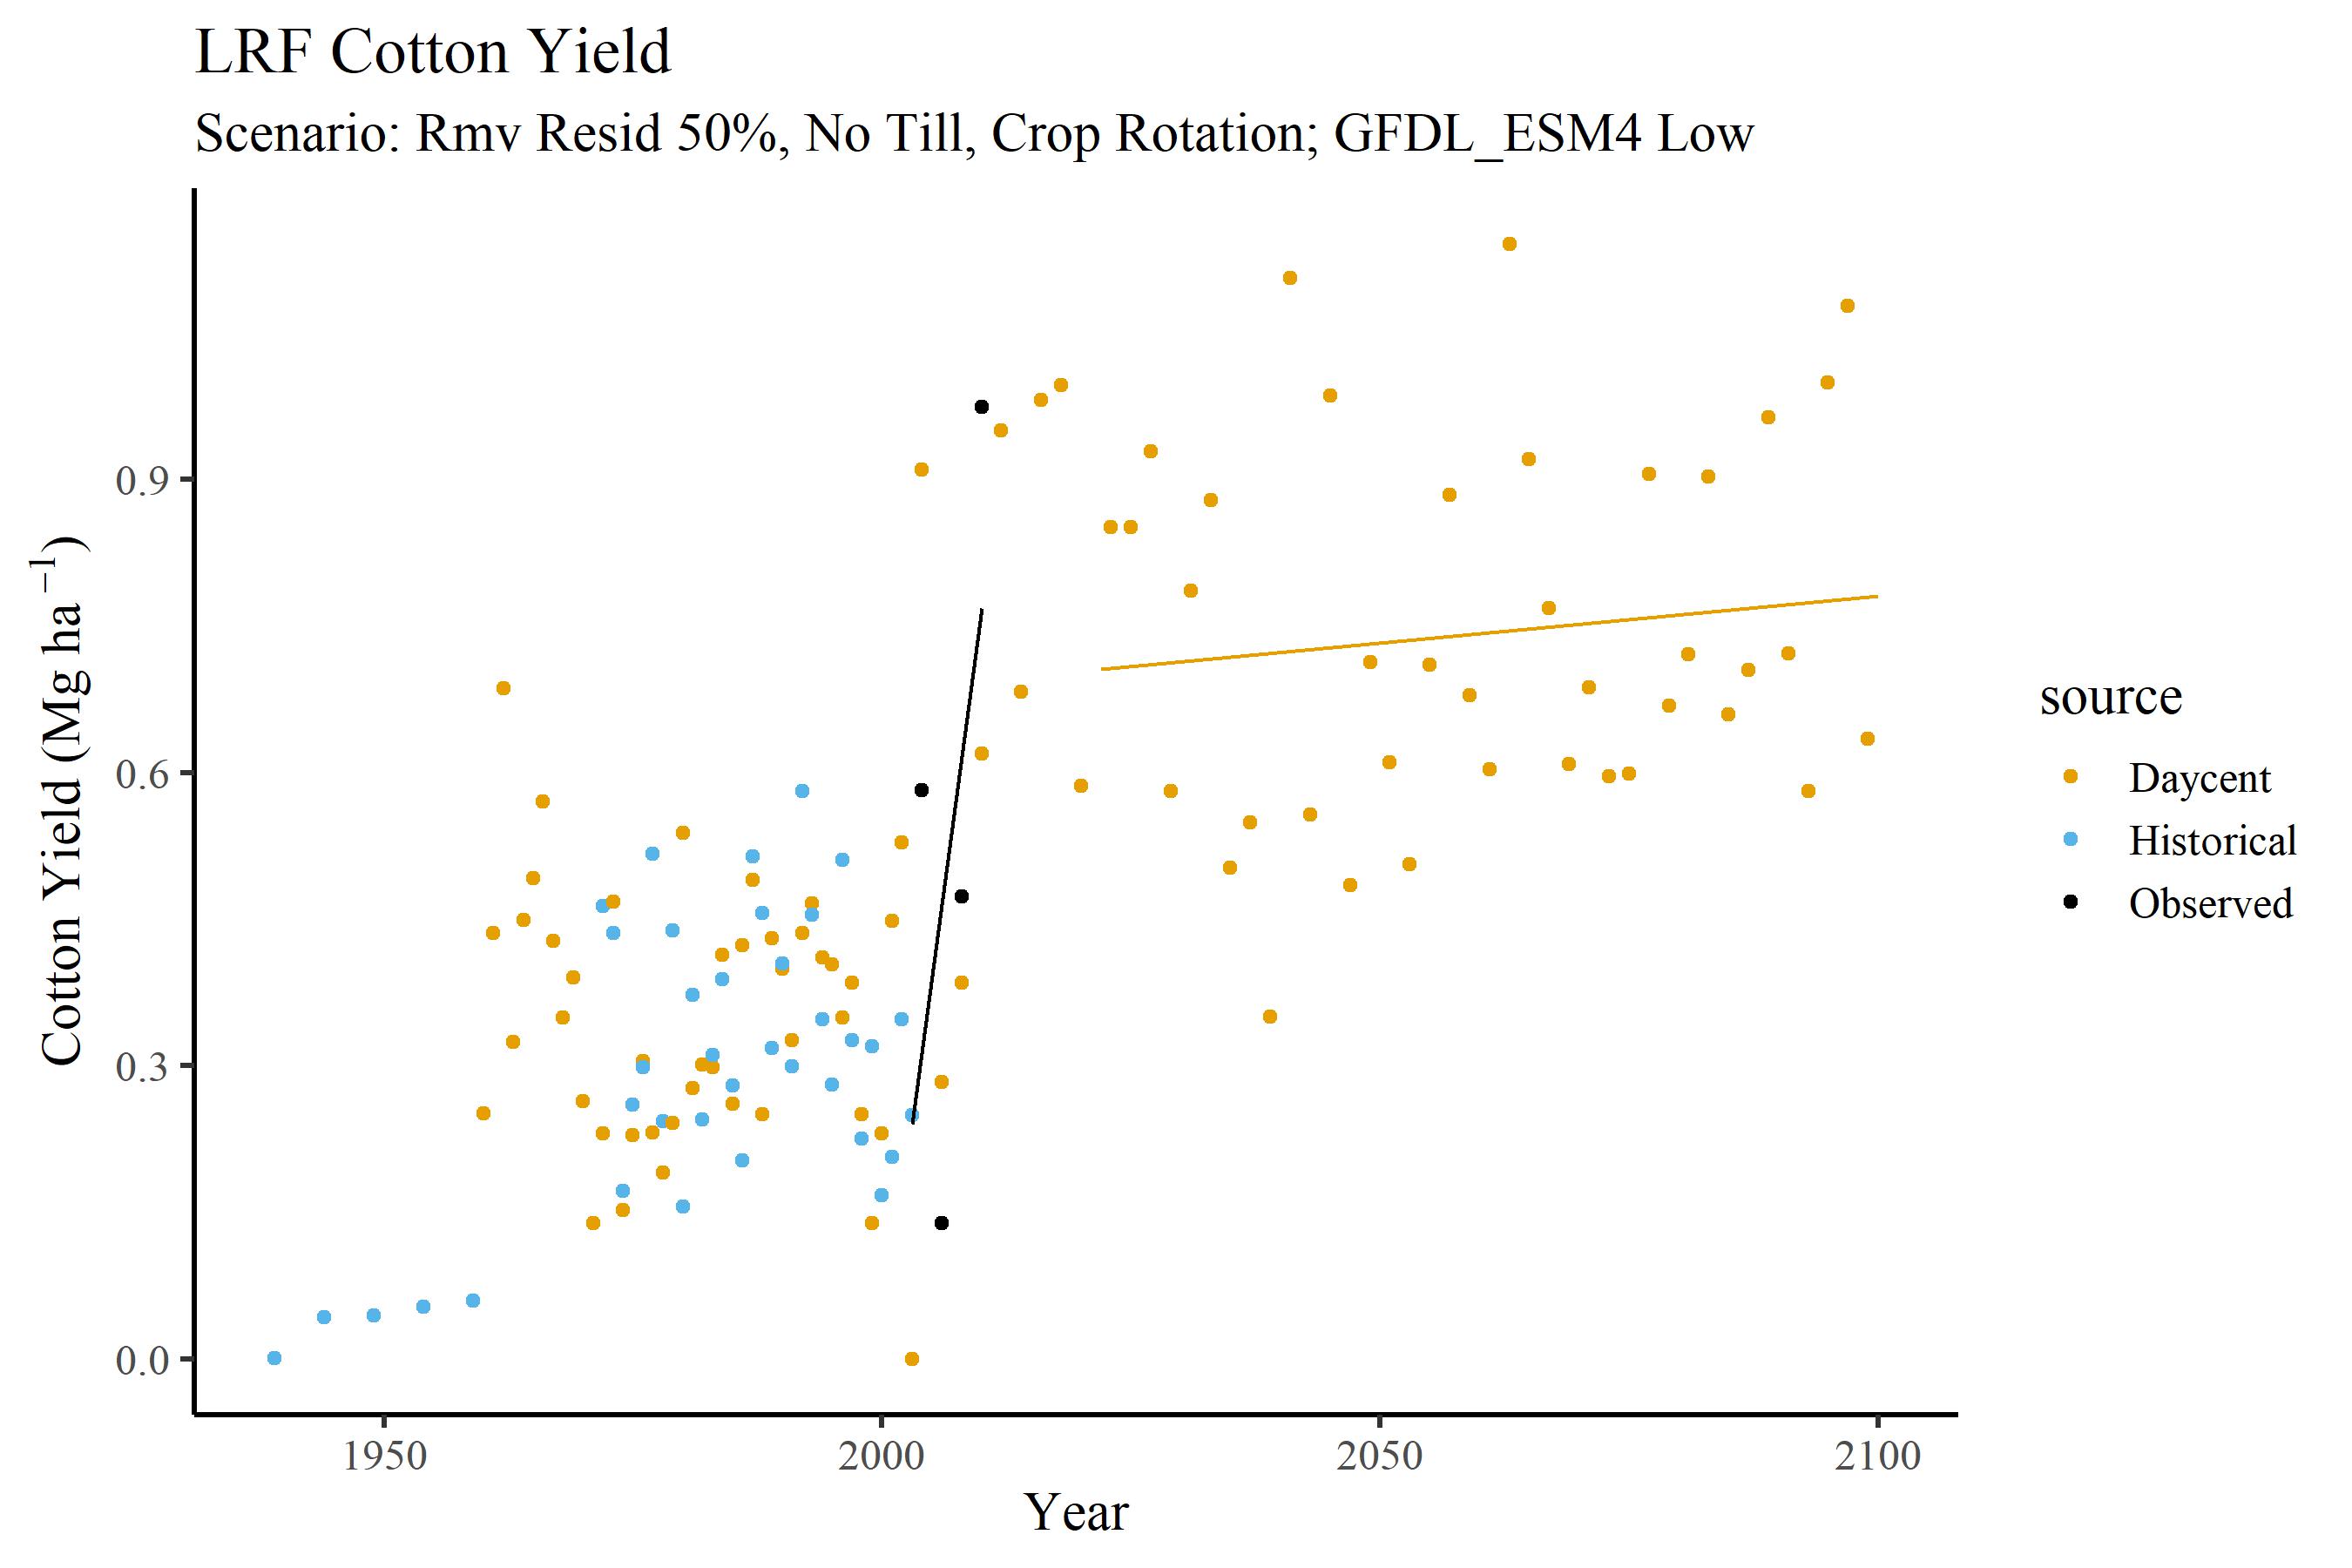 LRF Cotton Yield
Scenario: Rmv Resid 50%, No Till, Crop Rotation; GFDL_ESM4 Low
Cotton Yield (Mg ha⁻¹)
0.9
0.6
0.3
0.0
1950 2000 2050 2100
Year
source
Daycent
Historical
Observed